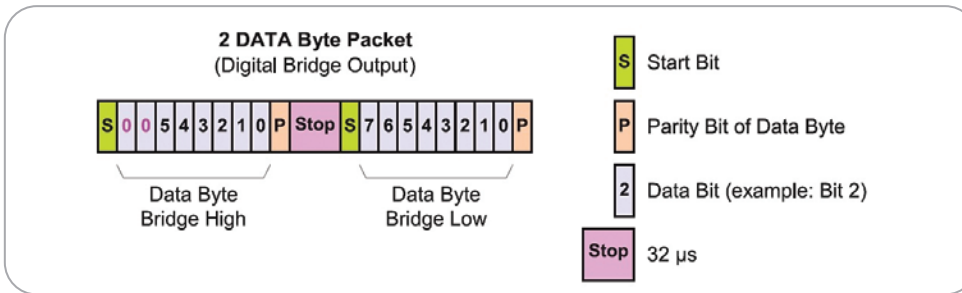 2 DATA Byte Packet
(Digital Bridge Output)
S 0 0 5 4 3 2 1 0 P Stop S 7 6 5 4 3 2 1 0 P
Data Byte
Bridge High
Data Byte
Bridge Low
S Start Bit
P Parity Bit of Data Byte
2 Data Bit (example: Bit 2)
Stop 32 µs